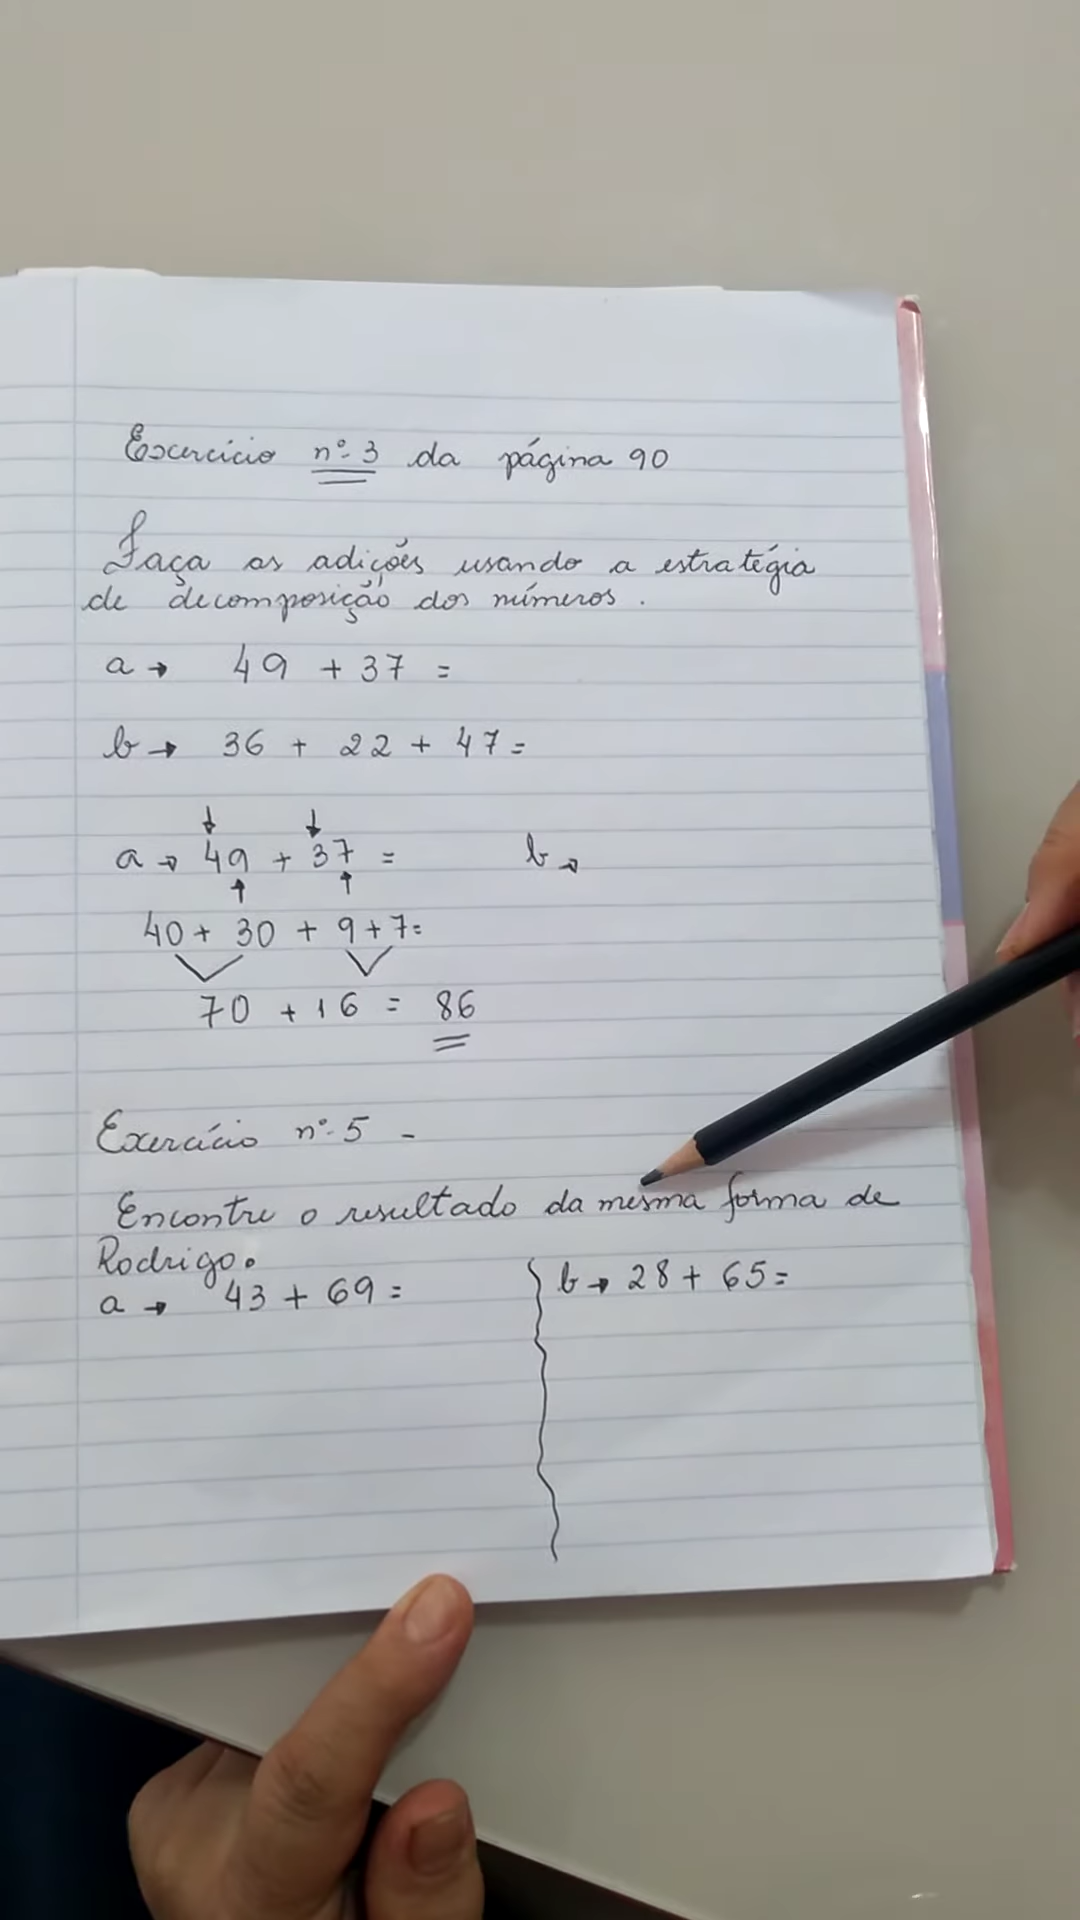 Exercício nº 3 da página 90
Faça as adições usando a estratégia
de decomposição dos números.
a → 49 + 37 =
b → 36 + 22 + 47 =
↓ ↓
a → 49 + 37 = b →
↑ ↑
40 + 30 + 9 + 7 =
70 + 16 = 86
Exercício nº 5 -
Encontre o resultado da mesma forma de
Rodrigo.
a → 43 + 69 =
b → 28 + 65 =